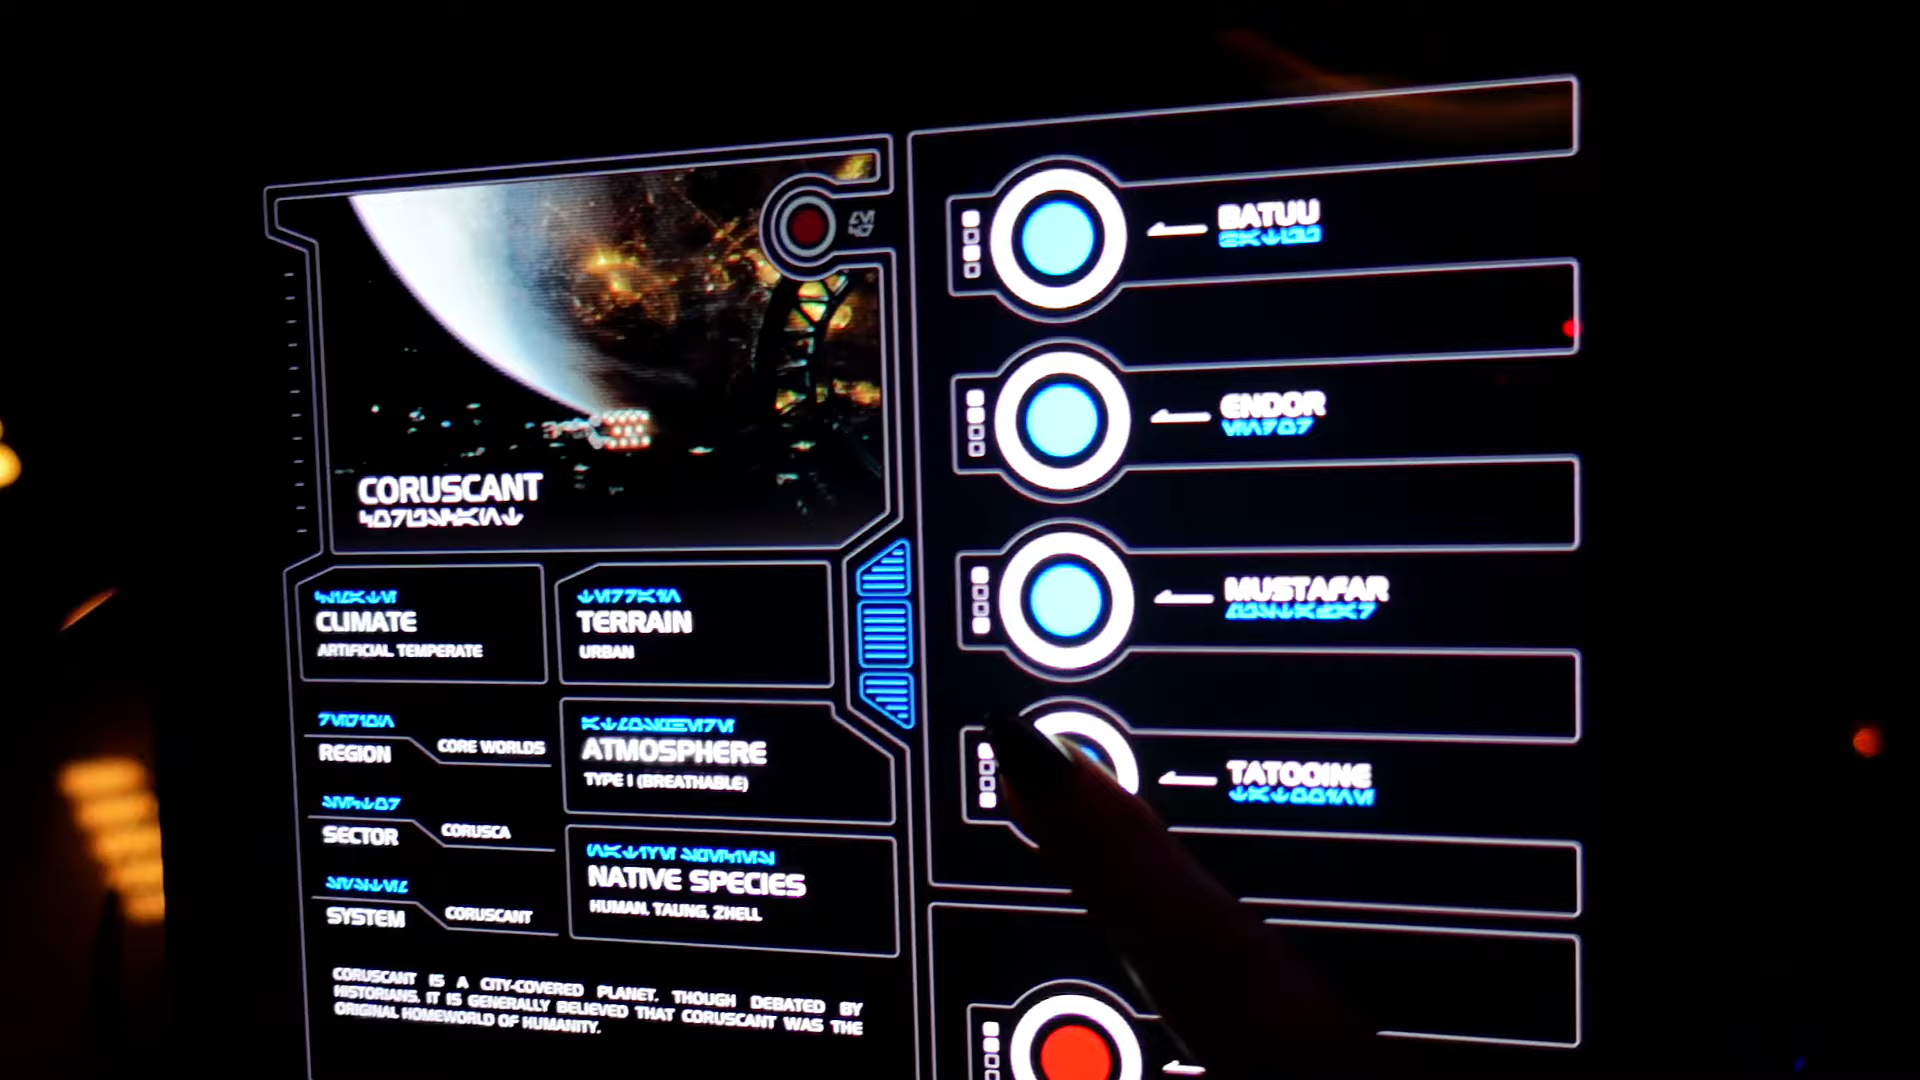 CORUSCANT
CLIMATE
ARTIFICIAL TEMPERATE
TERRAIN
URBAN
REGION
CORE WORLDS
ATMOSPHERE
TYPE I (BREATHABLE)
SECTOR
CORUSCA
NATIVE SPECIES
HUMAN, TAUNG, ZHELL
SYSTEM
CORUSCANT
CORUSCANT IS A CITY-COVERED PLANET. THOUGH DEBATED BY
HISTORIANS, IT IS GENERALLY BELIEVED THAT CORUSCANT WAS THE
ORIGINAL HOMEWORLD OF HUMANITY.
BATUU
ENDOR
MUSTAFAR
TATOOINE